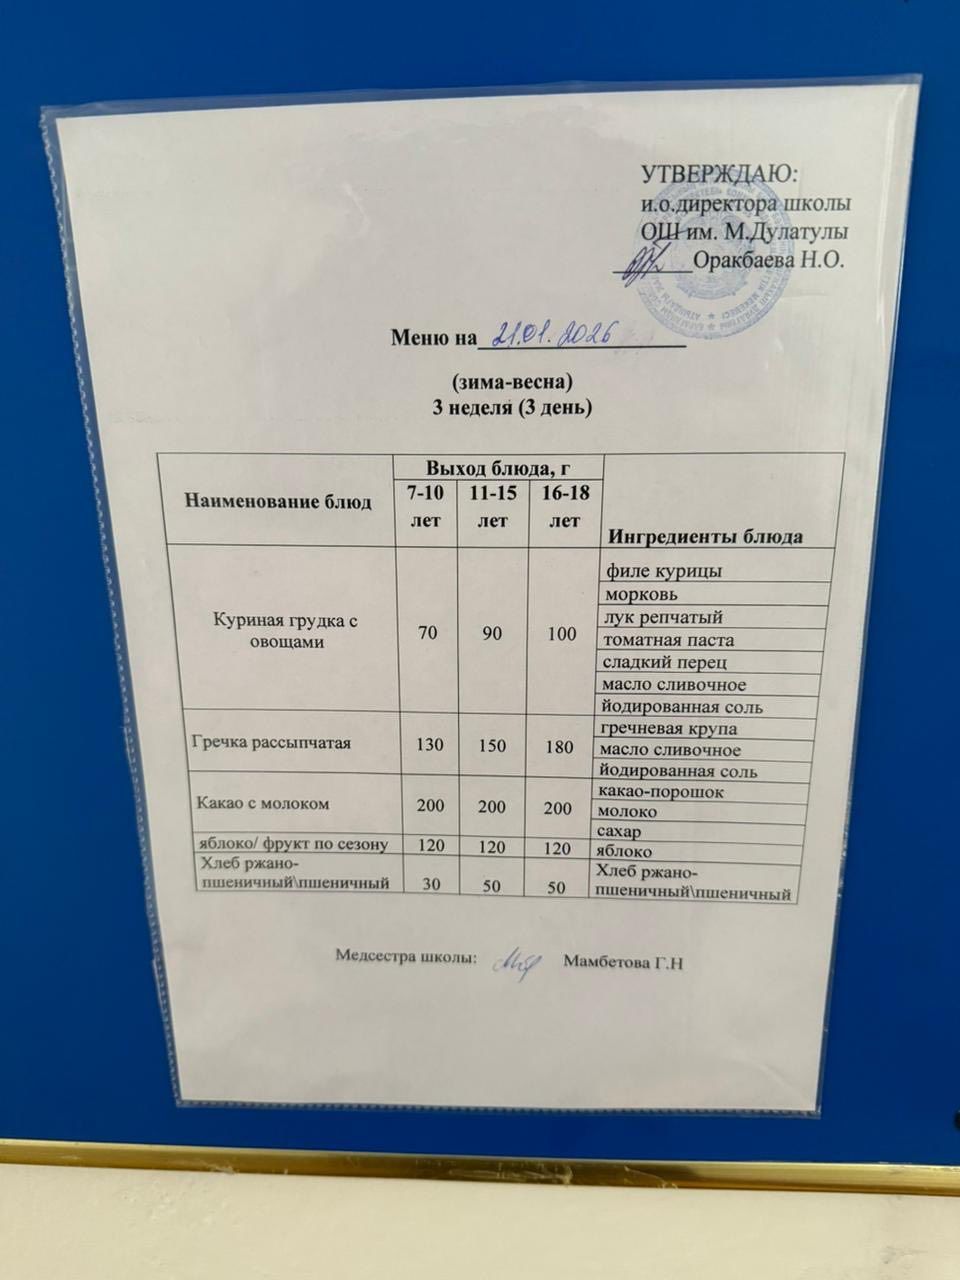 УТВЕРЖДАЮ:
и.о.директора школы
ОШ им. М.Дулатулы
________Оракбаева Н.О.
Меню на 21.01.2026
(зима-весна)
3 неделя (3 день)
Наименование блюд
Выход блюда, г
7-10 лет
11-15 лет
16-18 лет
Ингредиенты блюда
Куриная грудка с
овощами
70
90
100
филе курицы
морковь
лук репчатый
томатная паста
сладкий перец
масло сливочное
йодированная соль
Гречка рассыпчатая
130
150
180
гречневая крупа
масло сливочное
йодированная соль
Какао с молоком
200
200
200
какао-порошок
молоко
сахар
яблоко/ фрукт по сезону
120
120
120
яблоко
Хлеб ржано-
пшеничный\пшеничный
30
50
50
Хлеб ржано-
пшеничный\пшеничный
Медсестра школы:
Мамбетова Г.Н